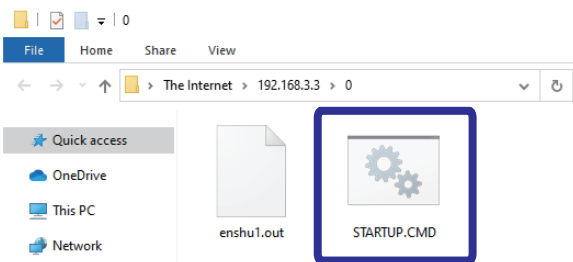 0
File Home Share View
The Internet > 192.168.3.3 > 0
Quick access
OneDrive
This PC
Network
enshu1.out
STARTUP.CMD